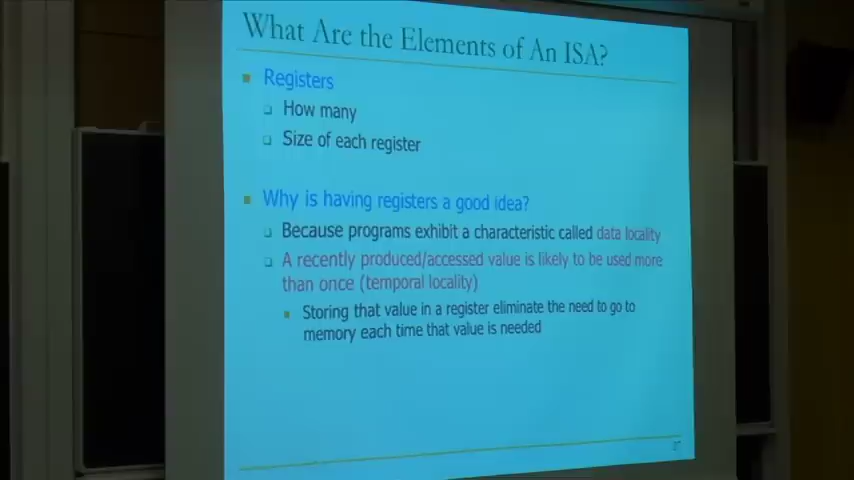 What Are the Elements of An ISA?
Registers
How many
Size of each register
Why is having registers a good idea?
Because programs exhibit a characteristic called data locality
A recently produced/accessed value is likely to be used more
than once (temporal locality)
Storing that value in a register eliminate the need to go to
memory each time that value is needed